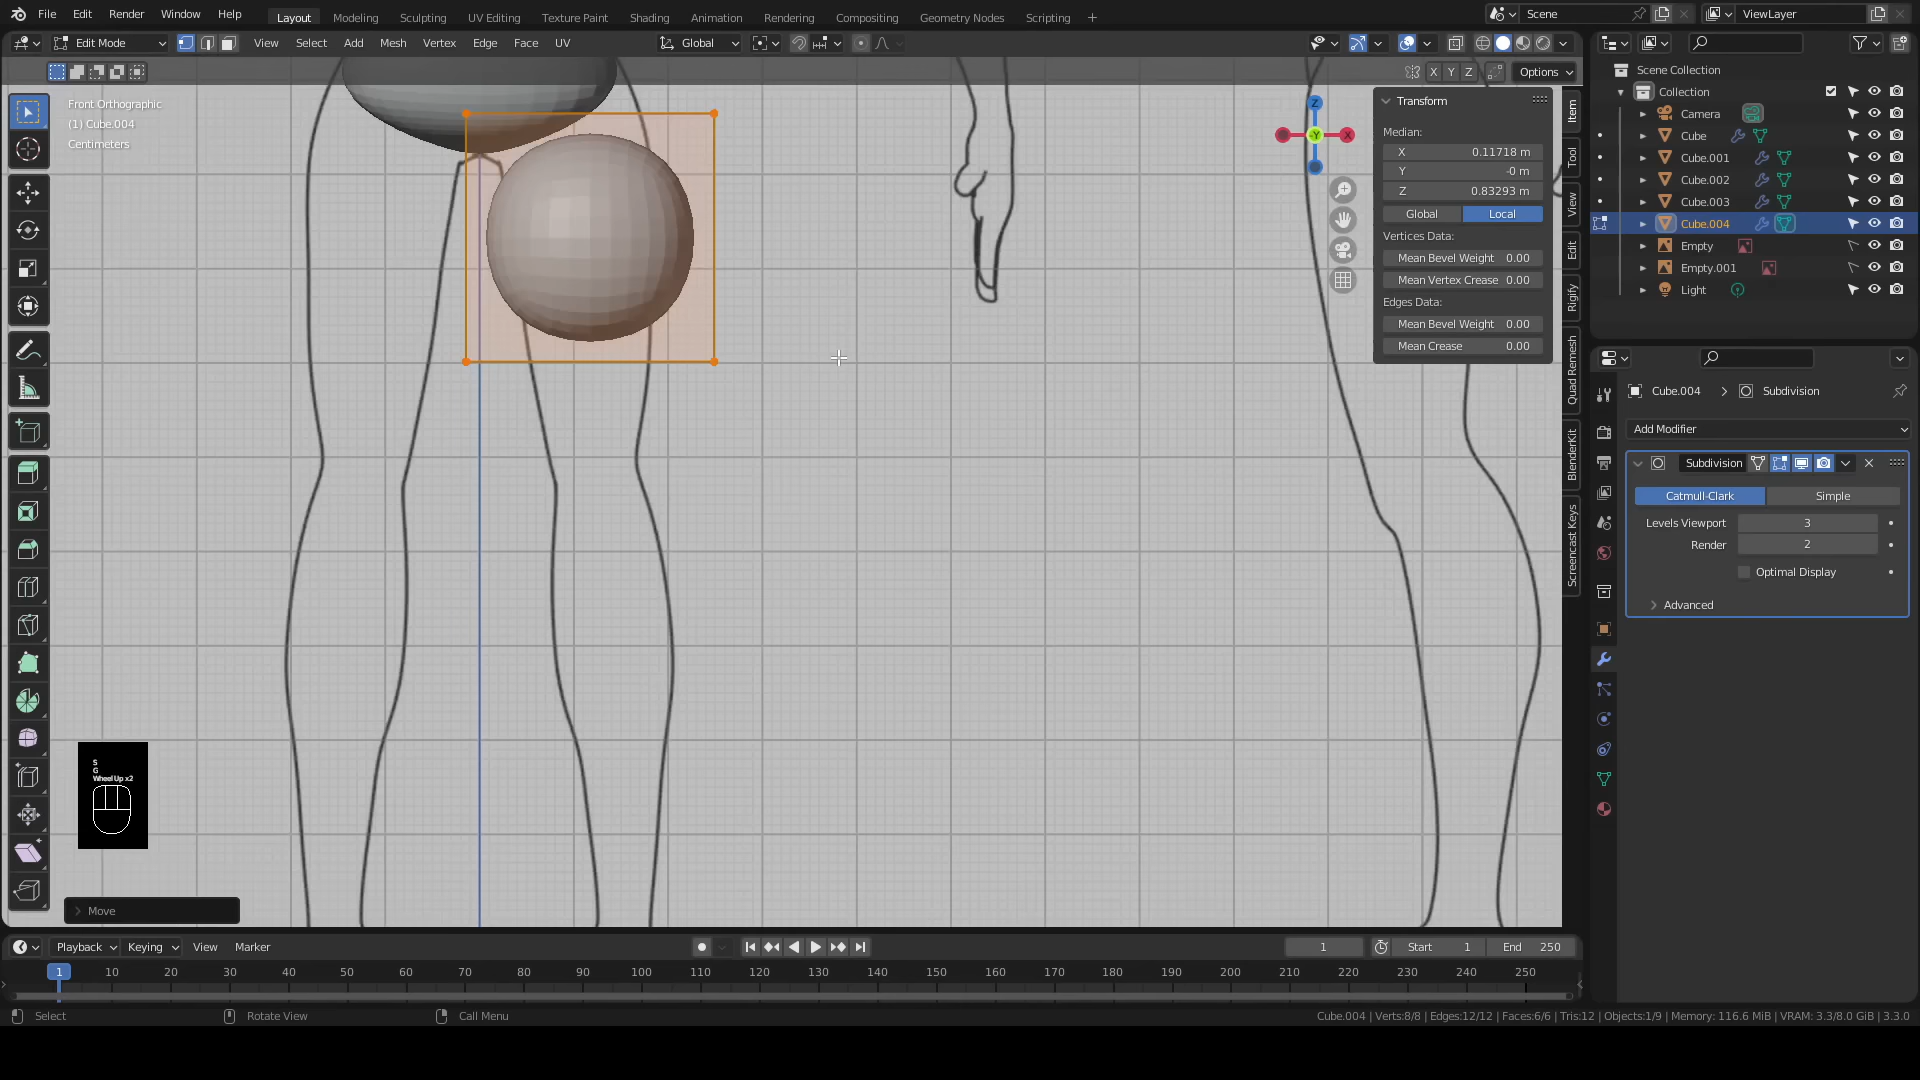 File Edit Render Window Help Layout Modeling Sculpting UV Editing Texture Paint Shading Animation Rendering Compositing Geometry Nodes Scripting + Scene ViewLayer
Edit Mode View Select Add Mesh Vertex Edge Face UV Global
X Y Z Options
Front Orthographic
(1) Cube.004
Centimeters
Z
Y
X
Transform
Median:
X 0.11718 m
Y -0 m
Z 0.83293 m
Global Local
Vertices Data:
Mean Bevel Weight 0.00
Mean Vertex Crease 0.00
Edges Data:
Mean Bevel Weight 0.00
Mean Crease 0.00
Item
Tool
View
Edit
Rigify
Quad Remesh
BlenderKit
Screencast Keys
Scene Collection
Collection
Camera
Cube
Cube.001
Cube.002
Cube.003
Cube.004
Empty
Empty.001
Light
Cube.004 > Subdivision
Add Modifier
Subdivision
Catmull-Clark Simple
Levels Viewport 3
Render 2
Optimal Display
Advanced
S
G
Wheel Up x2
Move
Playback Keying View Marker 1 Start 1 End 250
1 10 20 30 40 50 60 70 80 90 100 110 120 130 140 150 160 170 180 190 200 210 220 230 240 250
Select Rotate View Call Menu Cube.004 | Verts:8/8 | Edges:12/12 | Faces:6/6 | Tris:12 | Objects:1/9 | Memory: 116.6 MiB | VRAM: 3.3/8.0 GiB | 3.3.0